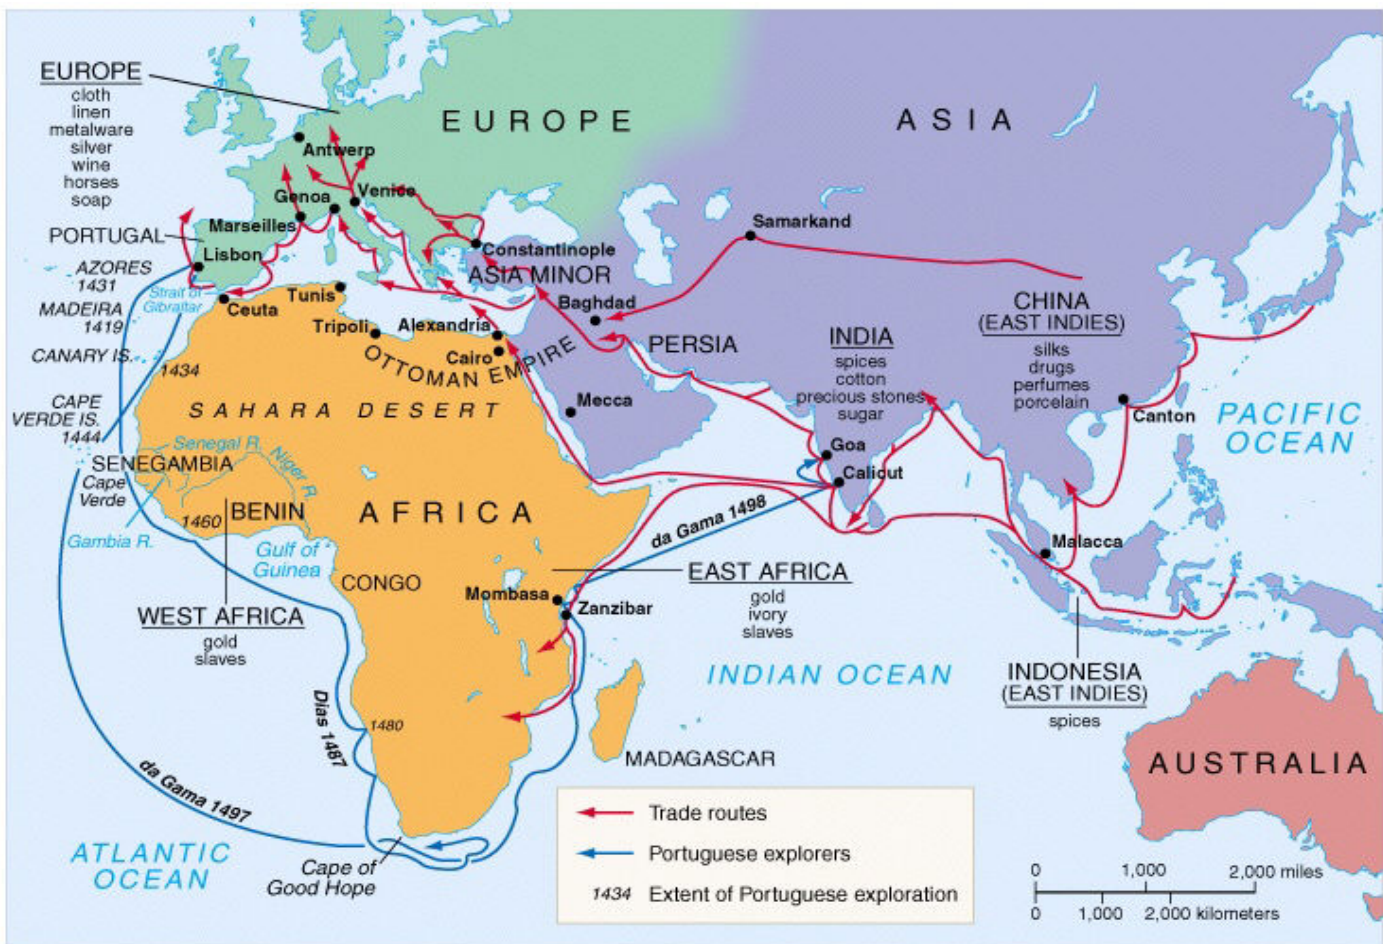 EUROPE
cloth
linen
metalware
silver
wine
horses
soap
EUROPE
ASIA
Antwerp
Venice
Genoa
Marseilles
PORTUGAL
Lisbon
AZORES
1431
Strait of
Gibraltar
MADEIRA
1419
Ceuta
Tunis
Tripoli
Alexandria
Cairo
Constantinople
ASIA MINOR
Samarkand
Baghdad
CANARY IS.
1434
OTTOMAN EMPIRE
PERSIA
Mecca
INDIA
spices
cotton
precious stones
sugar
CHINA
(EAST INDIES)
silks
drugs
perfumes
porcelain
Canton
PACIFIC
OCEAN
CAPE
VERDE IS.
1444
SAHARA DESERT
Senegal R.
Niger R.
SENEGAMBIA
Cape
Verde
Gambia R.
1460
BENIN
AFRICA
Gulf of
Guinea
Goa
Calicut
da Gama 1498
Malacca
CONGO
EAST AFRICA
gold
ivory
slaves
Mombasa
Zanzibar
WEST AFRICA
gold
slaves
INDIAN OCEAN
INDONESIA
(EAST INDIES)
spices
Dias 1487
1480
MADAGASCAR
AUSTRALIA
da Gama 1497
ATLANTIC
OCEAN
Cape of
Good Hope
Trade routes
Portuguese explorers
1434 Extent of Portuguese exploration
0 1,000 2,000 miles
0 1,000 2,000 kilometers